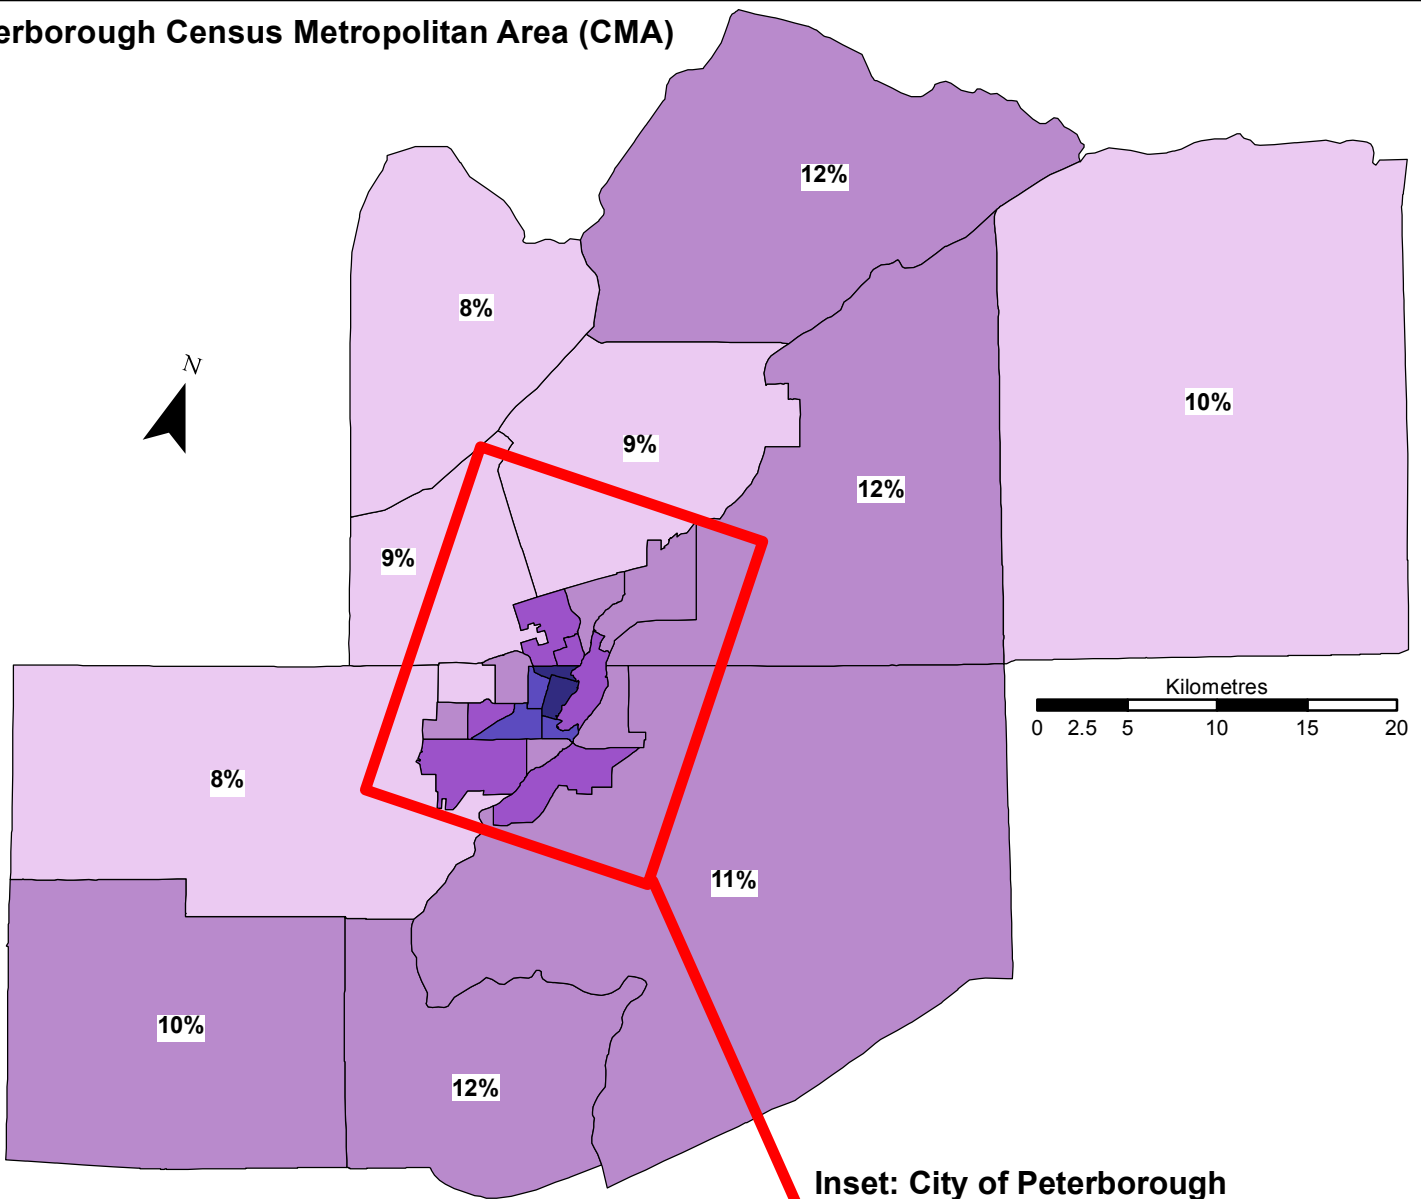 erborough Census Metropolitan Area (CMA)
12%
8%
N
10%
9%
12%
9%
Kilometres
0 2.5 5 10 15 20
8%
11%
10%
12%
Inset: City of Peterborough